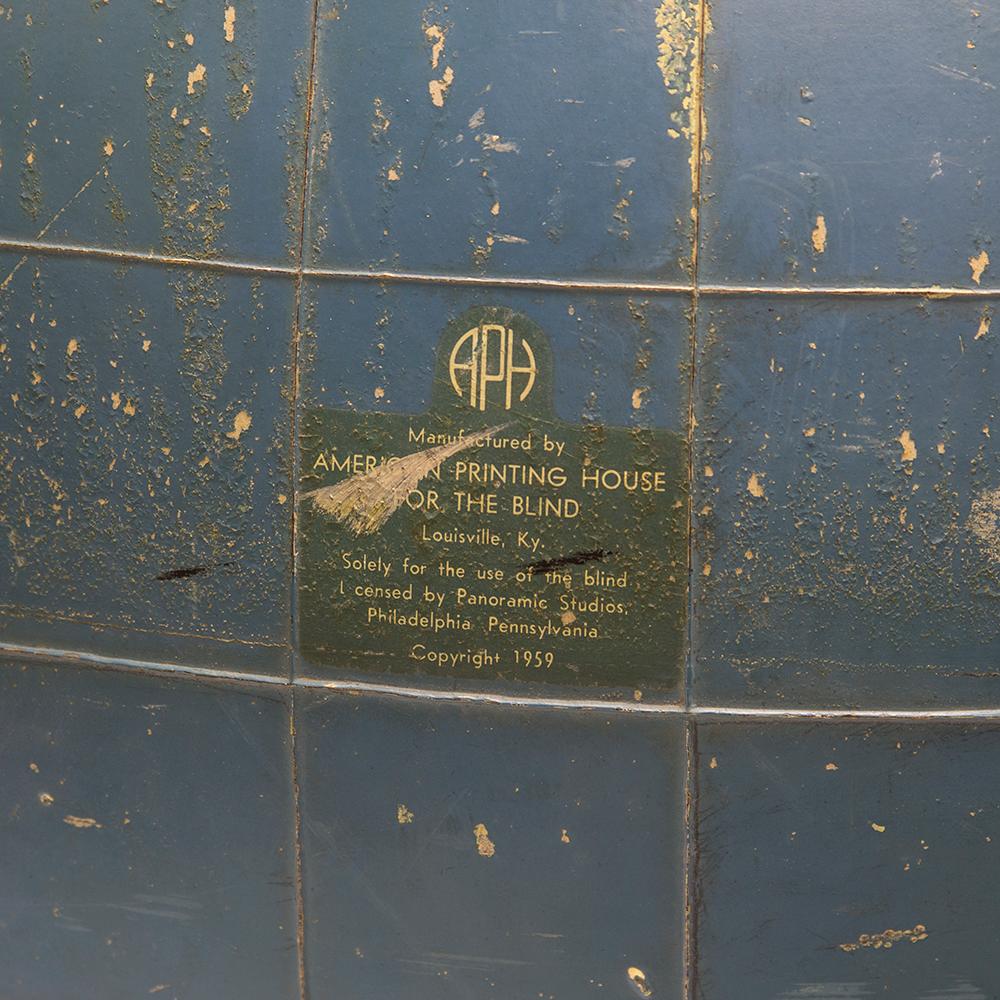 APH
Manufactured by
AMERICAN PRINTING HOUSE
FOR THE BLIND
Louisville, Ky.
Solely for the use of the blind
L censed by Panoramic Studios,
Philadelphia Pennsylvania
Copyright 1959